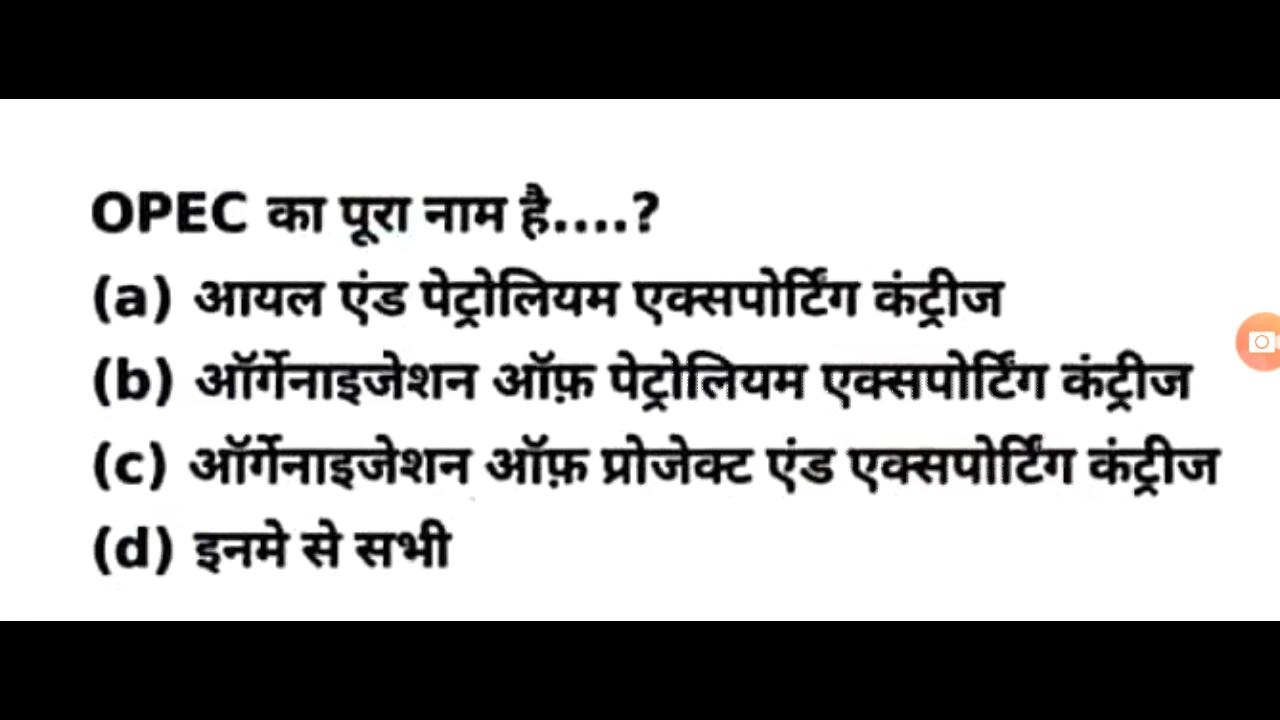 OPEC का पूरा नाम है....?
(a) आयल एंड पेट्रोलियम एक्सपोर्टिंग कंट्रीज
(b) ऑर्गेनाइजेशन ऑफ़ पेट्रोलियम एक्सपोर्टिंग कंट्रीज
(c) ऑर्गेनाइजेशन ऑफ़ प्रोजेक्ट एंड एक्सपोर्टिंग कंट्रीज
(d) इनमे से सभी